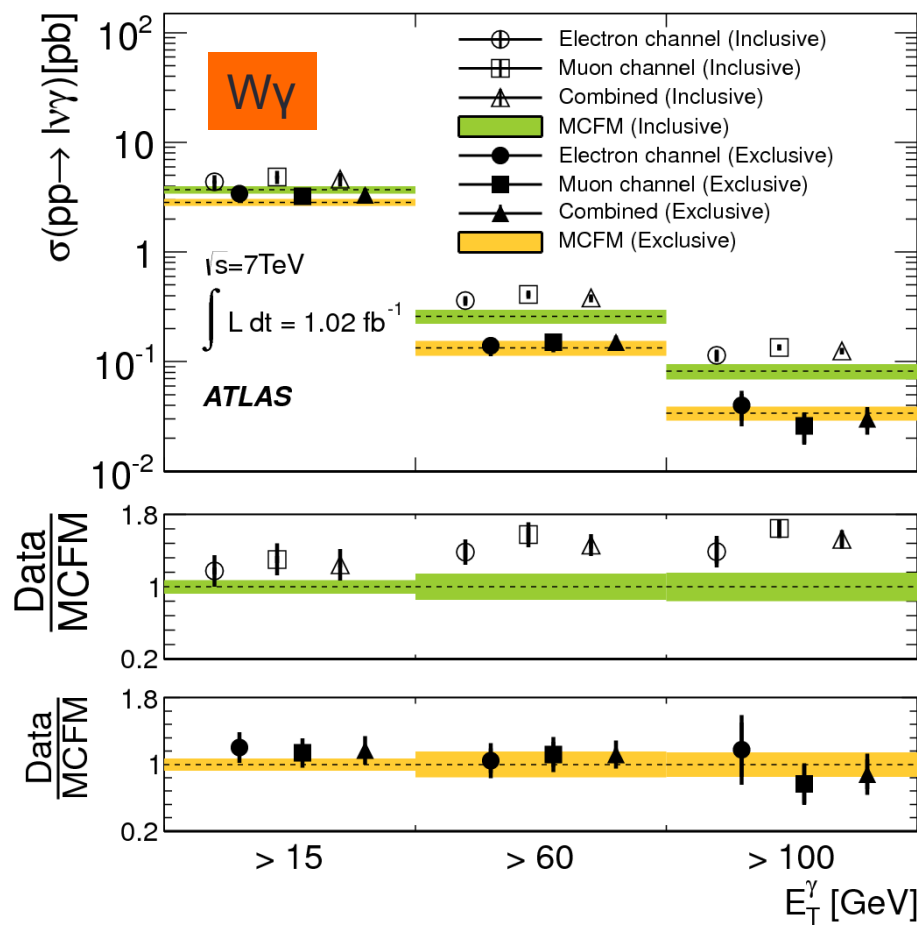 σ(pp→ lνγ)[pb]
10²
10
1
10⁻¹
10⁻²
Wγ
Electron channel (Inclusive)
Muon channel (Inclusive)
Combined (Inclusive)
MCFM (Inclusive)
Electron channel (Exclusive)
Muon channel (Exclusive)
Combined (Exclusive)
MCFM (Exclusive)
√s=7TeV
∫ L dt = 1.02 fb⁻¹
ATLAS
Data
MCFM
1.8
1
0.2
Data
MCFM
1.8
1
0.2
> 15 > 60 > 100
E_T^γ [GeV]